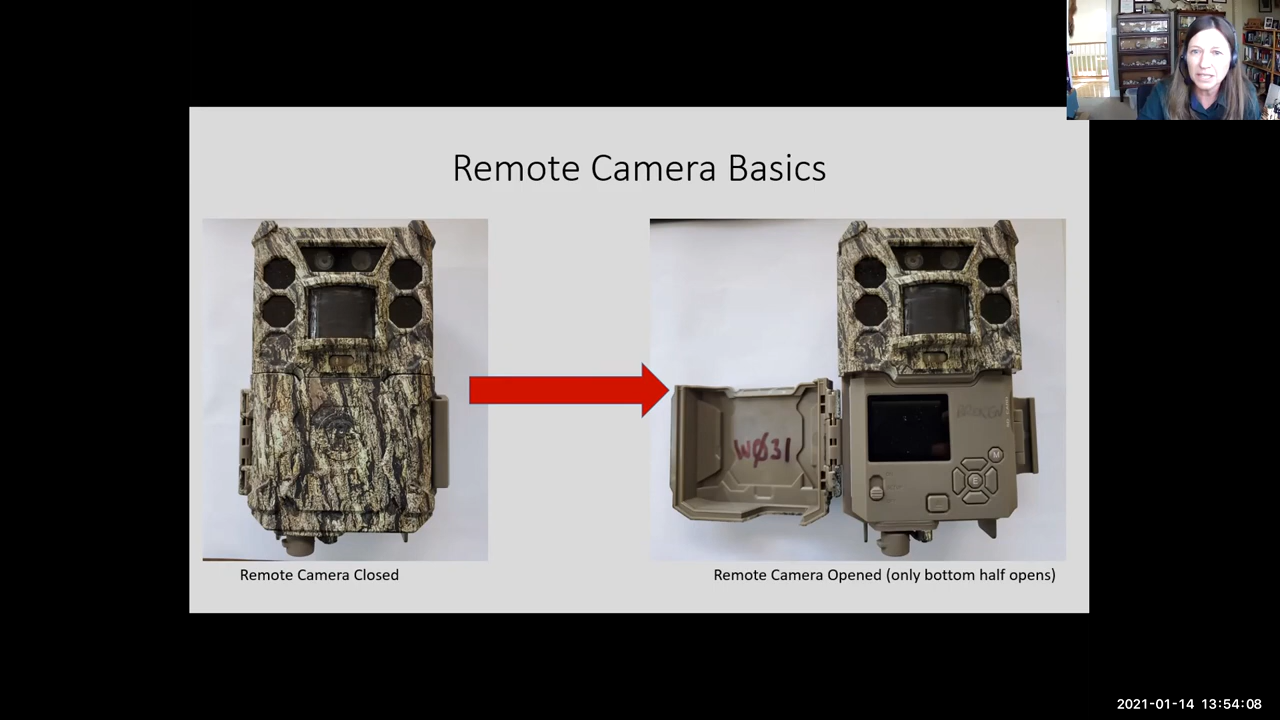 Remote Camera Basics
BROKEN
WØ31
M
E
Remote Camera Closed
Remote Camera Opened (only bottom half opens)
2021-01-14 13:54:08